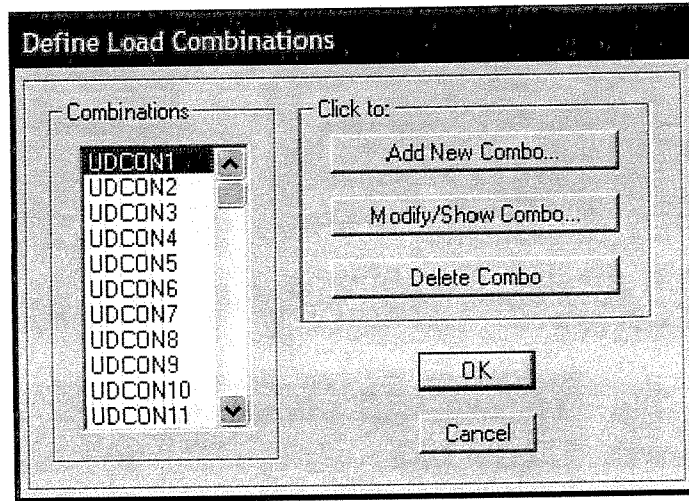 Define Load Combinations
Combinations
UDCON1
UDCON2
UDCON3
UDCON4
UDCON5
UDCON6
UDCON7
UDCON8
UDCON9
UDCON10
UDCON11
Click to:
Add New Combo...
Modify/Show Combo...
Delete Combo
OK
Cancel